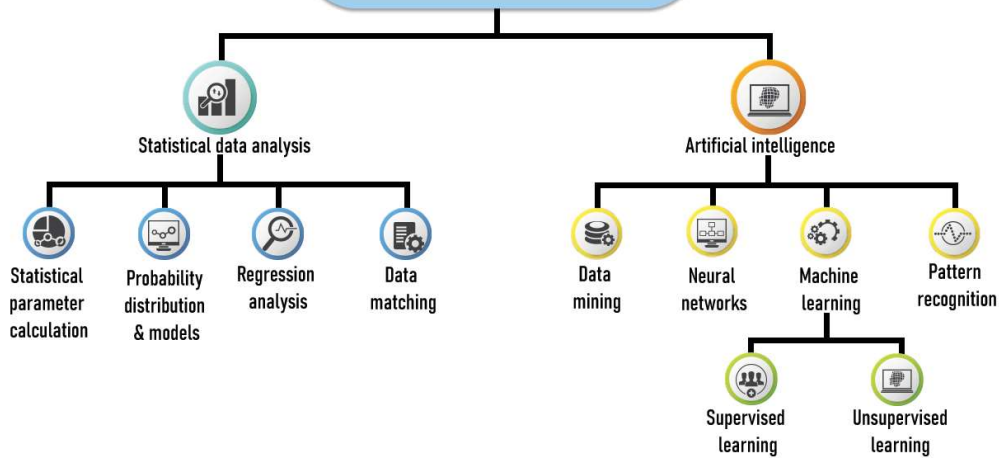 Statistical data analysis
Artificial intelligence
Statistical
parameter
calculation
Probability
distribution
& models
Regression
analysis
Data
matching
Data
mining
Neural
networks
Machine
learning
Pattern
recognition
Supervised
learning
Unsupervised
learning